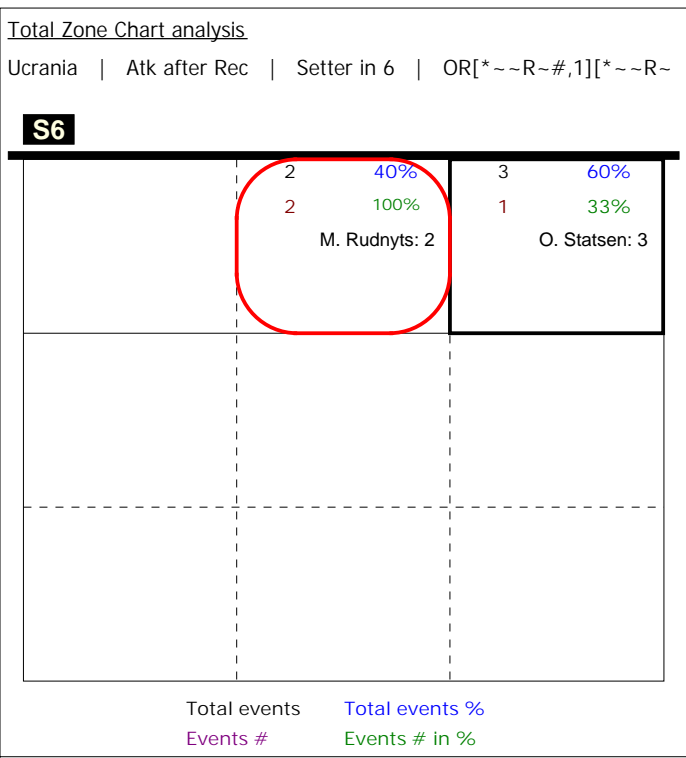 Total Zone Chart analysis
Ucrania | Atk after Rec | Setter in 6 | OR[*~~R~#,1][*~~R~
S6
2 40% 3 60%
2 100% 1 33%
M. Rudnyts: 2 O. Statsen: 3
Total events Total events %
Events # Events # in %